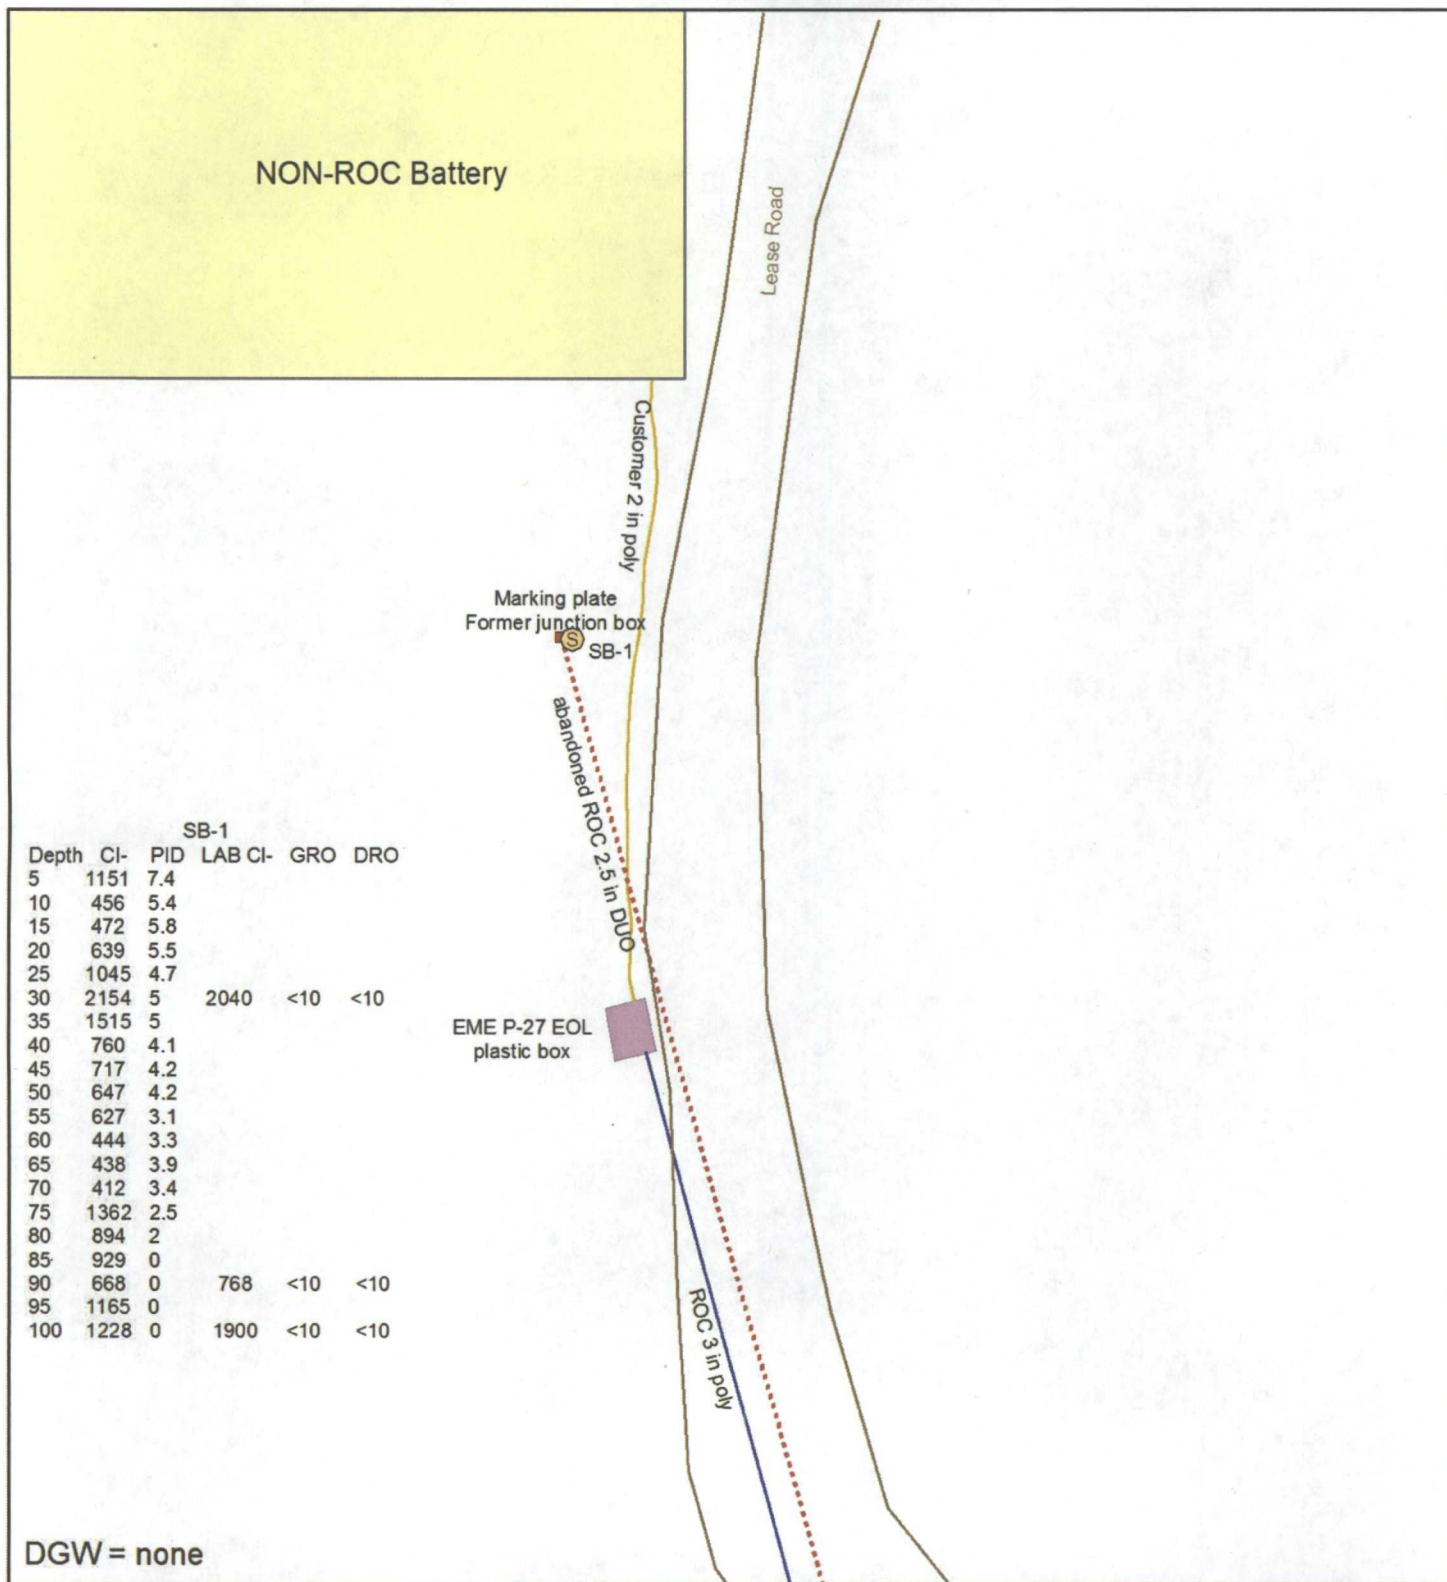 NON-ROC Battery
Lease Road
Customer 2 in poly
Marking plate
Former junction box
S
SB-1
abandoned ROC 2.5 in DUO
SB-1
Depth Cl- PID LAB Cl- GRO DRO
5 1151 7.4
10 456 5.4
15 472 5.8
20 639 5.5
25 1045 4.7
30 2154 5 2040 <10 <10
35 1515 5
40 760 4.1
45 717 4.2
50 647 4.2
55 627 3.1
60 444 3.3
65 438 3.9
70 412 3.4
75 1362 2.5
80 894 2
85 929 0
90 668 0 768 <10 <10
95 1165 0
100 1228 0 1900 <10 <10
EME P-27 EOL
plastic box
ROC 3 in poly
DGW = none